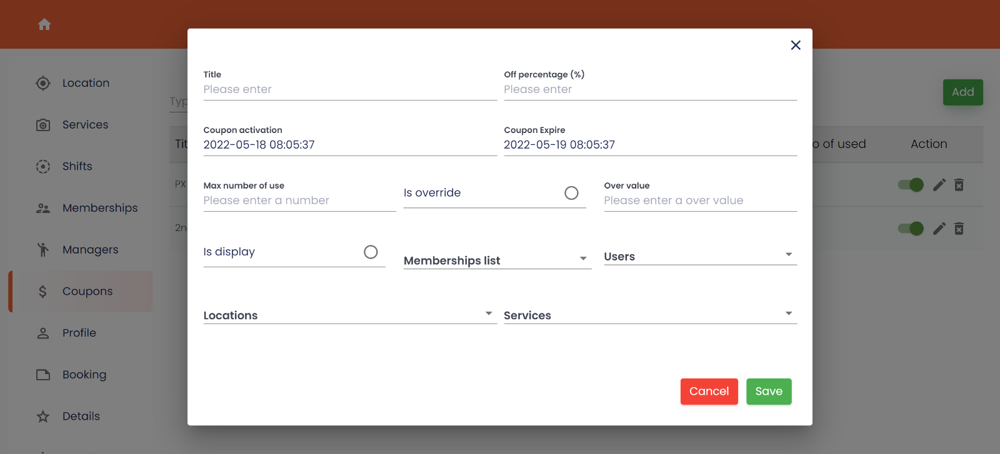 Location
Services
Shifts
Memberships
Managers
Coupons
Profile
Booking
Details
Add
o of used
Action
Title
Please enter
Off percentage (%)
Please enter
Coupon activation
2022-05-18 08:05:37
Coupon Expire
2022-05-19 08:05:37
Max number of use
Please enter a number
Is override
Over value
Please enter a over value
Is display
Memberships list
Users
Locations
Services
Cancel
Save